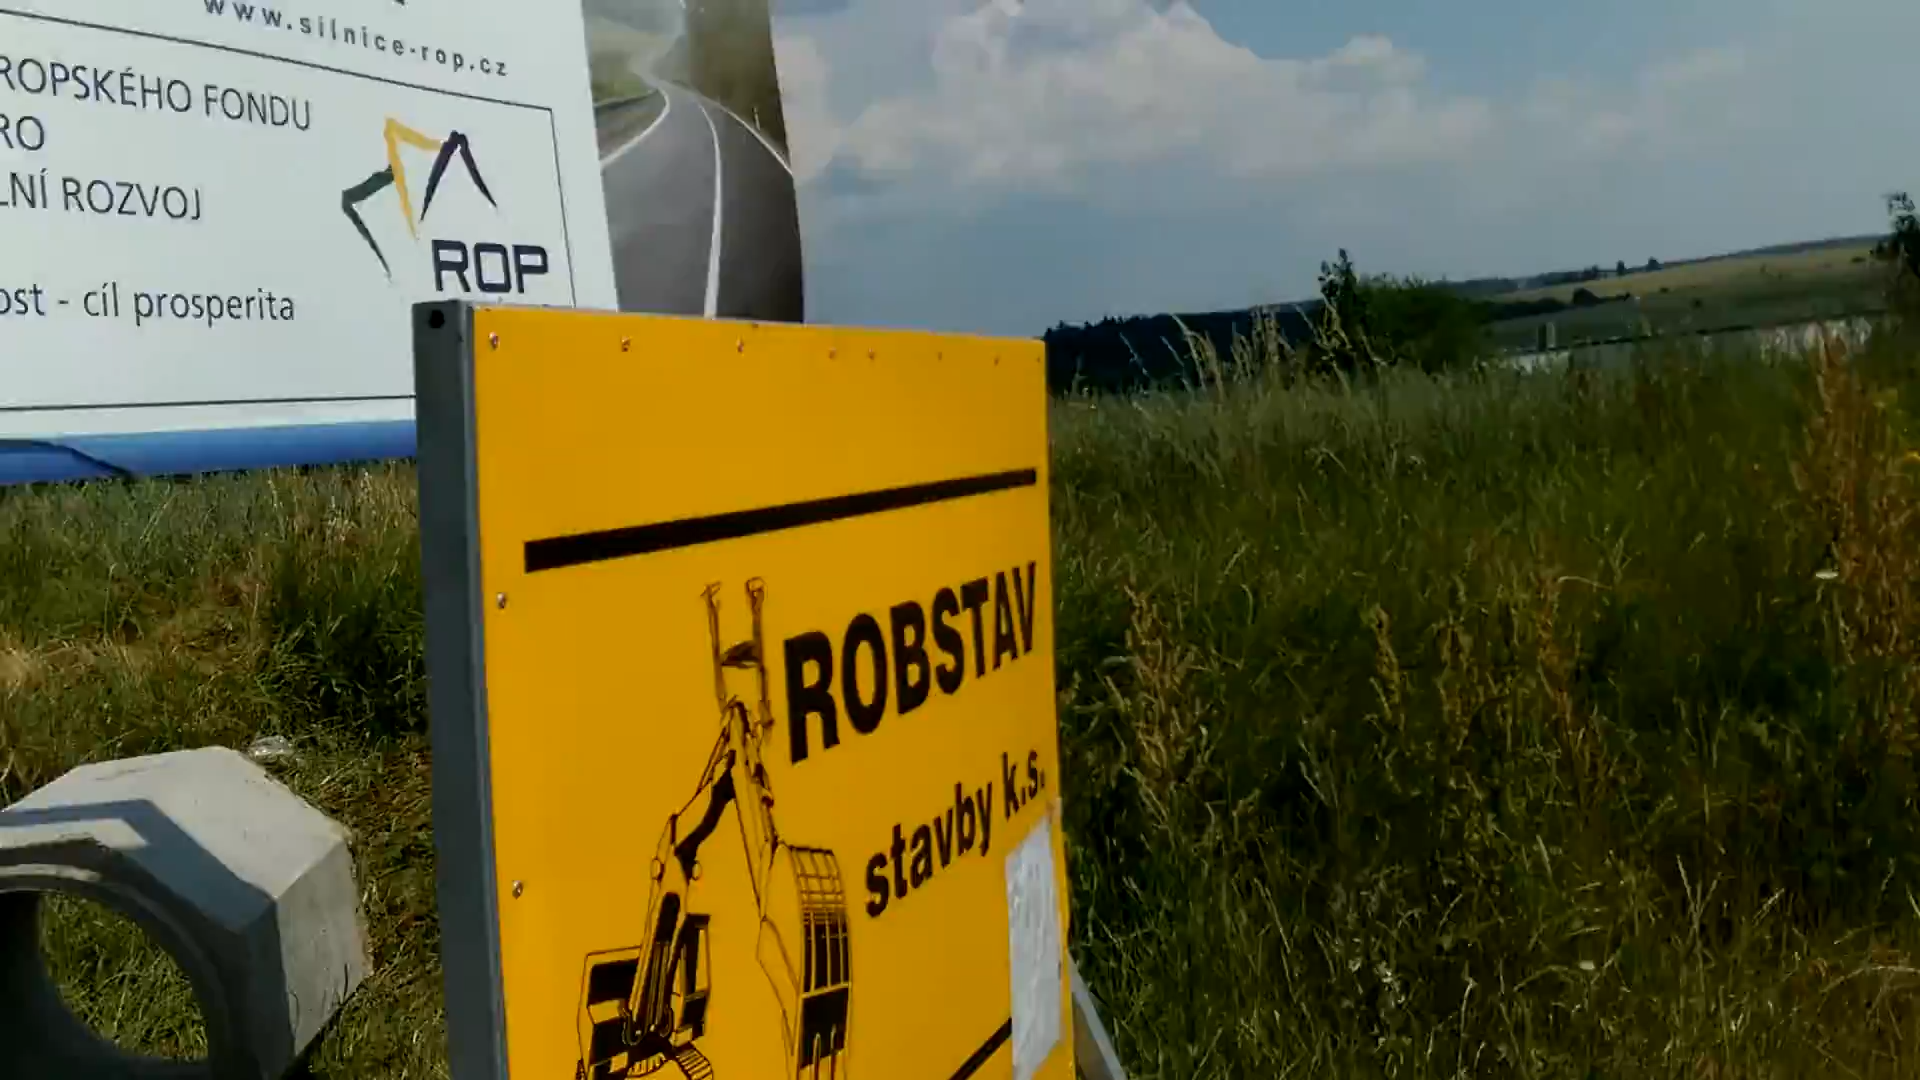 www.silnice-rop.cz
ROPSKÉHO FONDU
RO
LNÍ ROZVOJ
ost - cíl prosperita
ROP
ROBSTAV
stavby k.s.